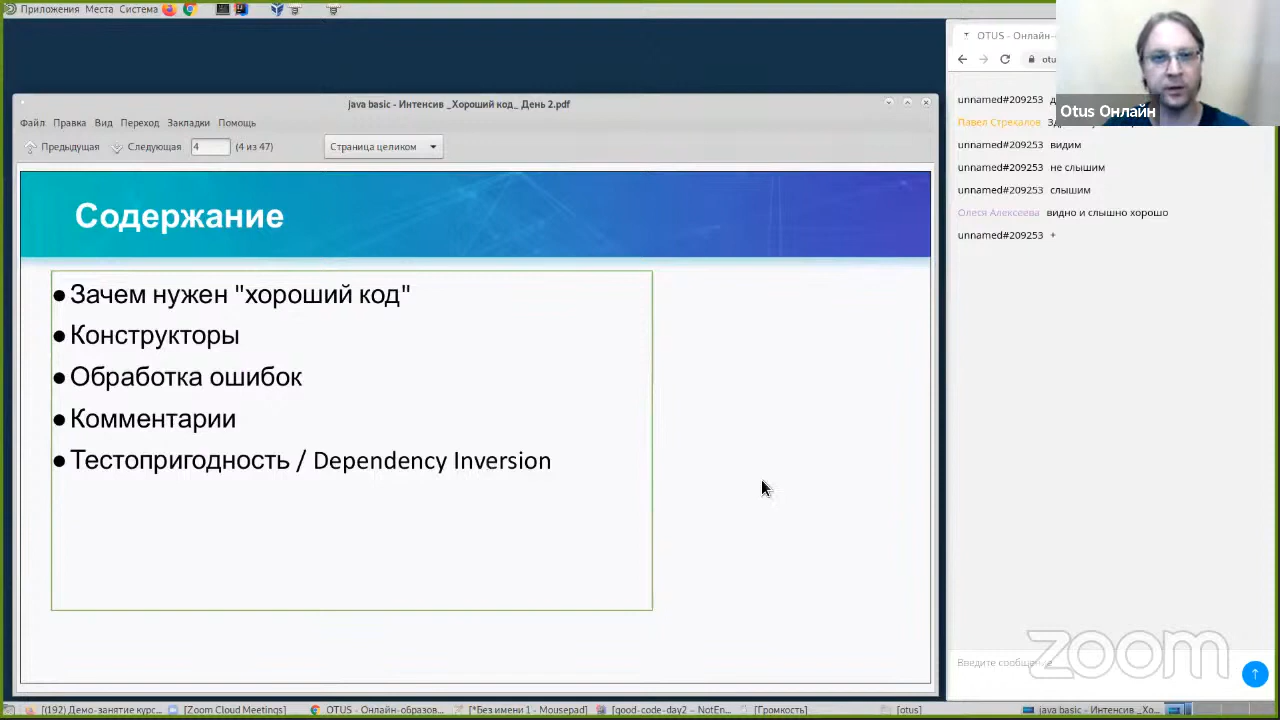 Приложения Места Система
java basic - Интенсив _Хороший код_ День 2.pdf
Файл Правка Вид Переход Закладки Помощь
Предыдущая Следующая 4 (4 из 47) Страница целиком
Содержание
●Зачем нужен "хороший код"
●Конструкторы
●Обработка ошибок
●Комментарии
●Тестопригодность / Dependency Inversion
OTUS - Онлайн-
otu
Otus Онлайн
unnamed#209253
Павел Стрекалов
unnamed#209253 видим
unnamed#209253 не слышим
unnamed#209253 слышим
Олеся Алексеева видно и слышно хорошо
unnamed#209253 +
Введите сообщение
zoom
[(192) Демо-занятие курс... [Zoom Cloud Meetings] OTUS - Онлайн-образов... [*Без имени 1 - Mousepad] [good-code-day2 – NotEn... [Громкость] [otus] java basic - Интенсив _Хо...